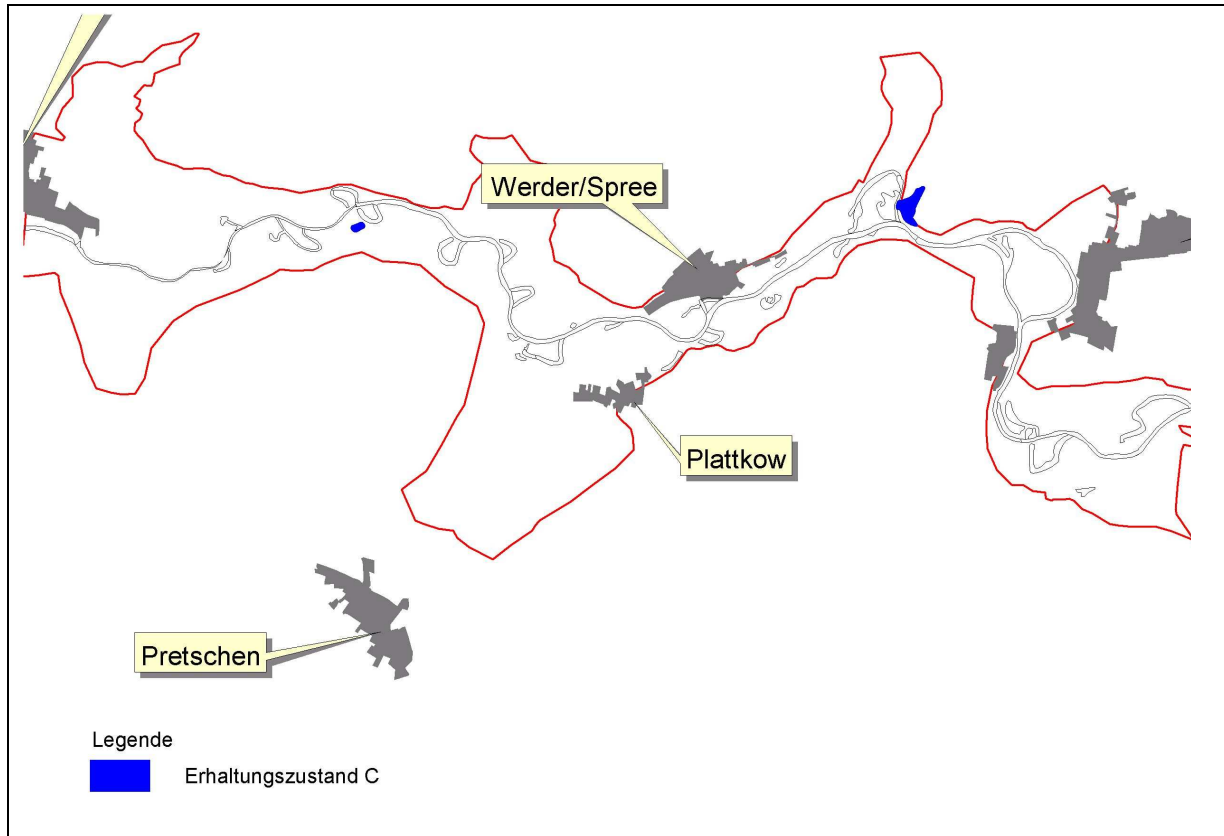 Werder/Spree
Plattkow
Pretschen
Legende
Erhaltungszustand C